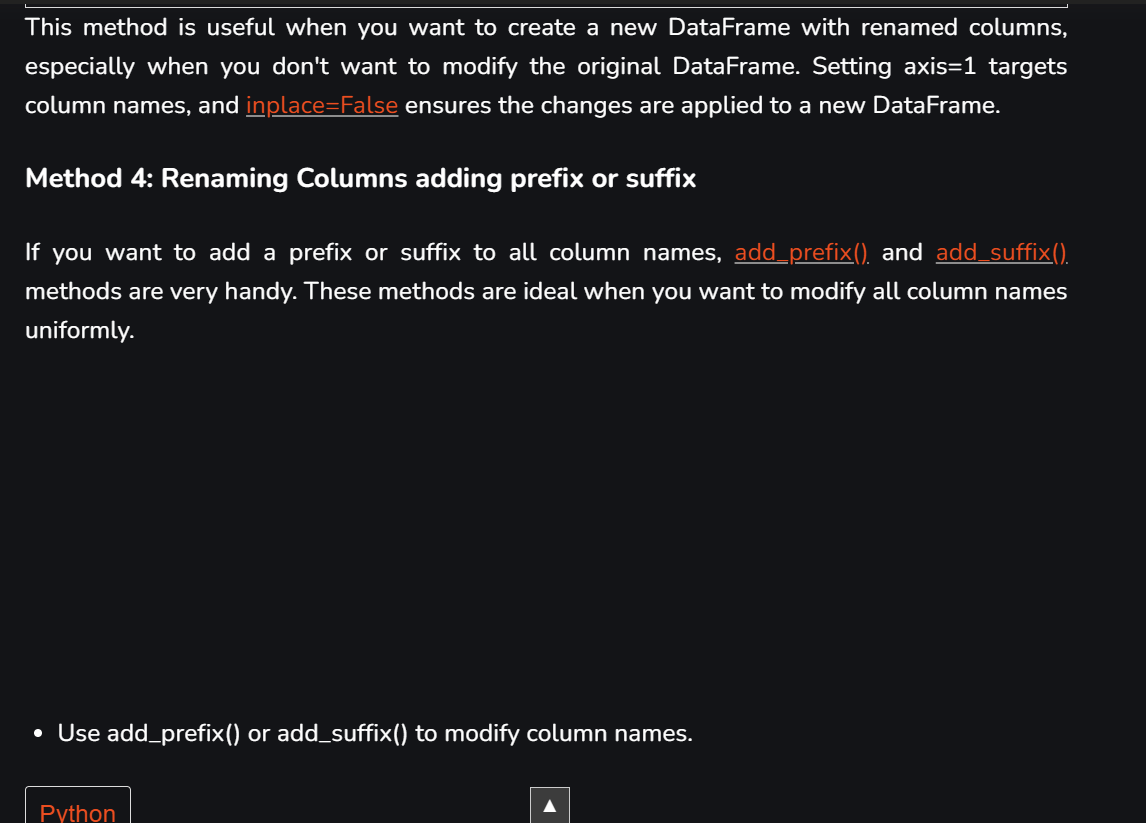 This method is useful when you want to create a new DataFrame with renamed columns,
especially when you don't want to modify the original DataFrame. Setting axis=1 targets
column names, and inplace=False ensures the changes are applied to a new DataFrame.
Method 4: Renaming Columns adding prefix or suffix
If you want to add a prefix or suffix to all column names, add_prefix() and add_suffix()
methods are very handy. These methods are ideal when you want to modify all column names
uniformly.
• Use add_prefix() or add_suffix() to modify column names.
Python